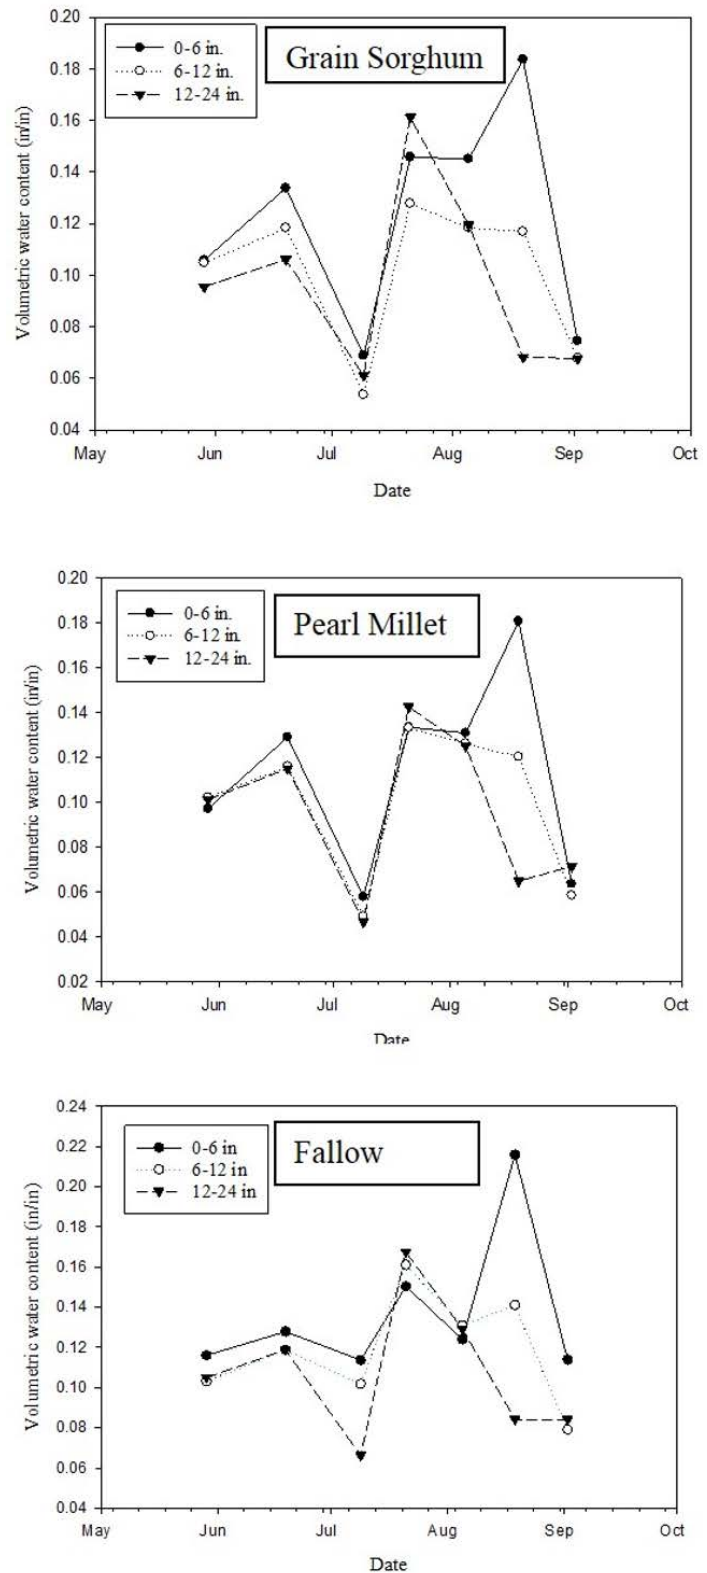 0.20
0-6 in.
6-12 in.
12-24 in.
Grain Sorghum
0.18
0.16
0.14
0.12
0.10
0.08
0.06
0.04
Volumetric water content (in/in)
May Jun Jul Aug Sep Oct
Date
0.20
0-6 in.
6-12 in.
12-24 in.
Pearl Millet
0.18
0.16
0.14
0.12
0.10
0.08
0.06
0.04
0.02
Volumetric water content (in/in)
May Jun Jul Aug Sep Oct
Date
0.24
0-6 in
6-12 in
12-24 in
Fallow
0.22
0.20
0.18
0.16
0.14
0.12
0.10
0.08
0.06
0.04
Volumetric water content (in/in)
May Jun Jul Aug Sep Oct
Date